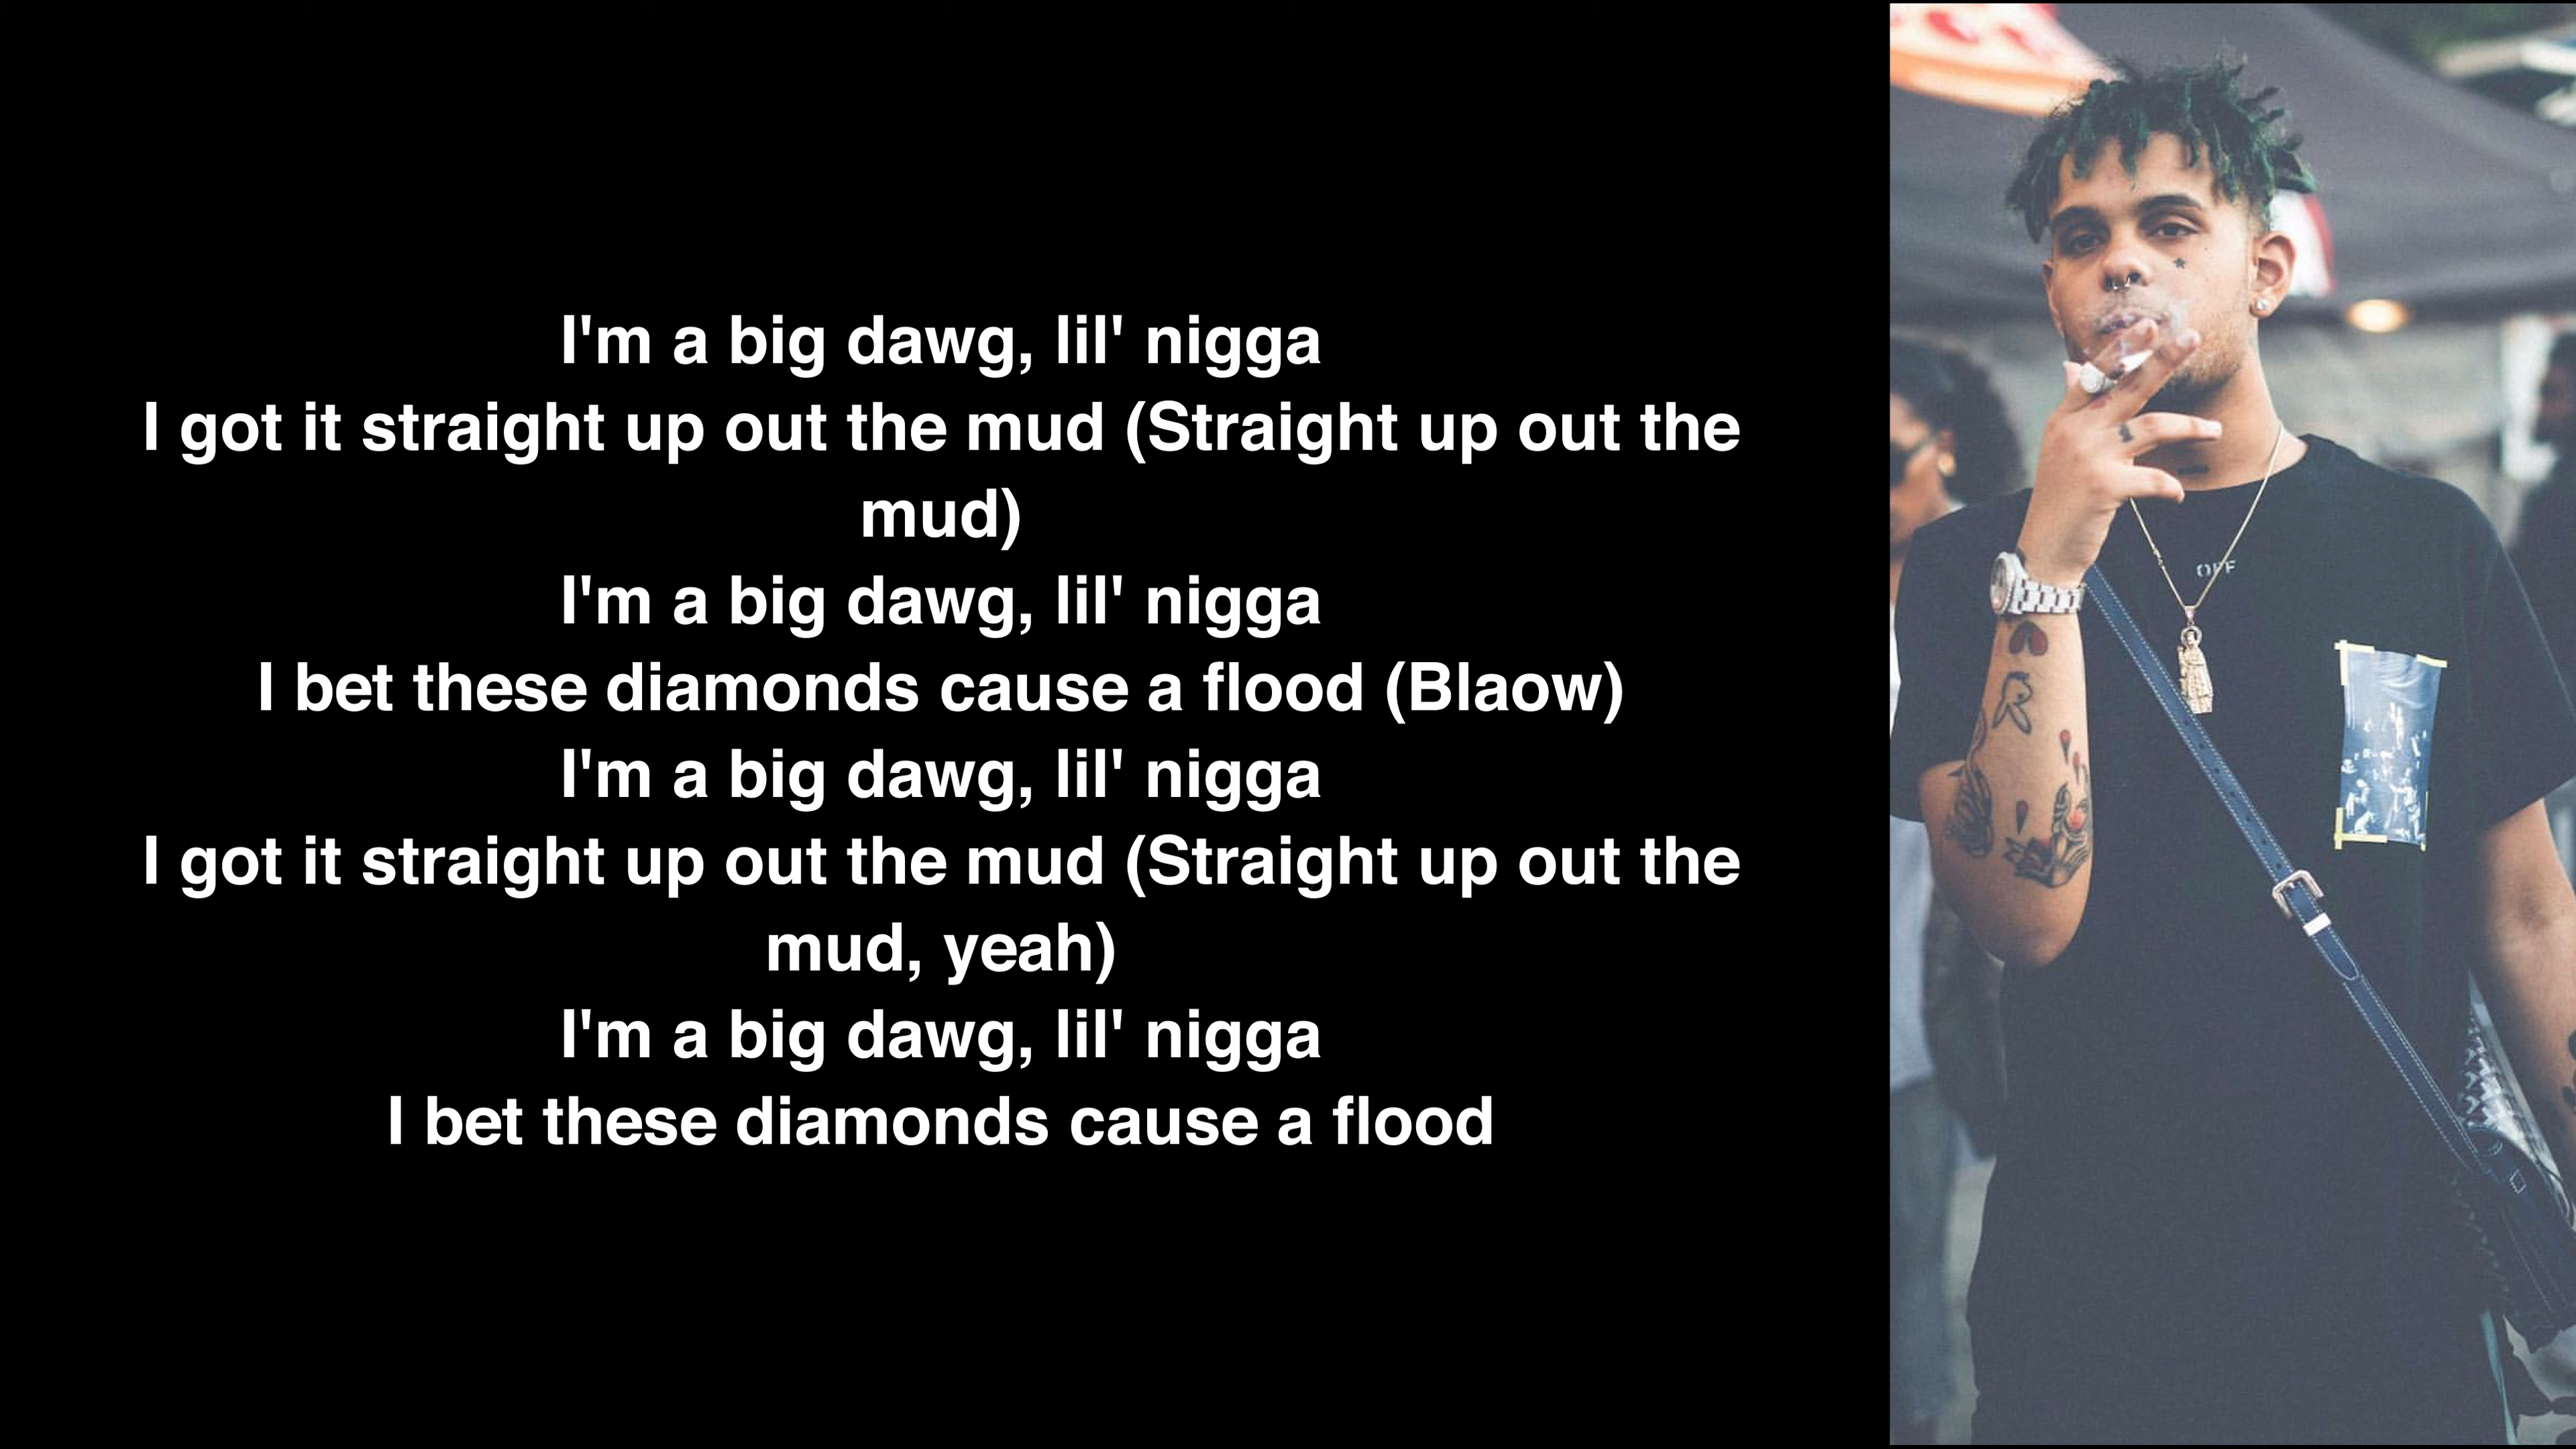 I'm a big dawg, lil' nigga
I got it straight up out the mud (Straight up out the
mud)
I'm a big dawg, lil' nigga
I bet these diamonds cause a flood (Blaow)
I'm a big dawg, lil' nigga
I got it straight up out the mud (Straight up out the
mud, yeah)
I'm a big dawg, lil' nigga
I bet these diamonds cause a flood
OFF